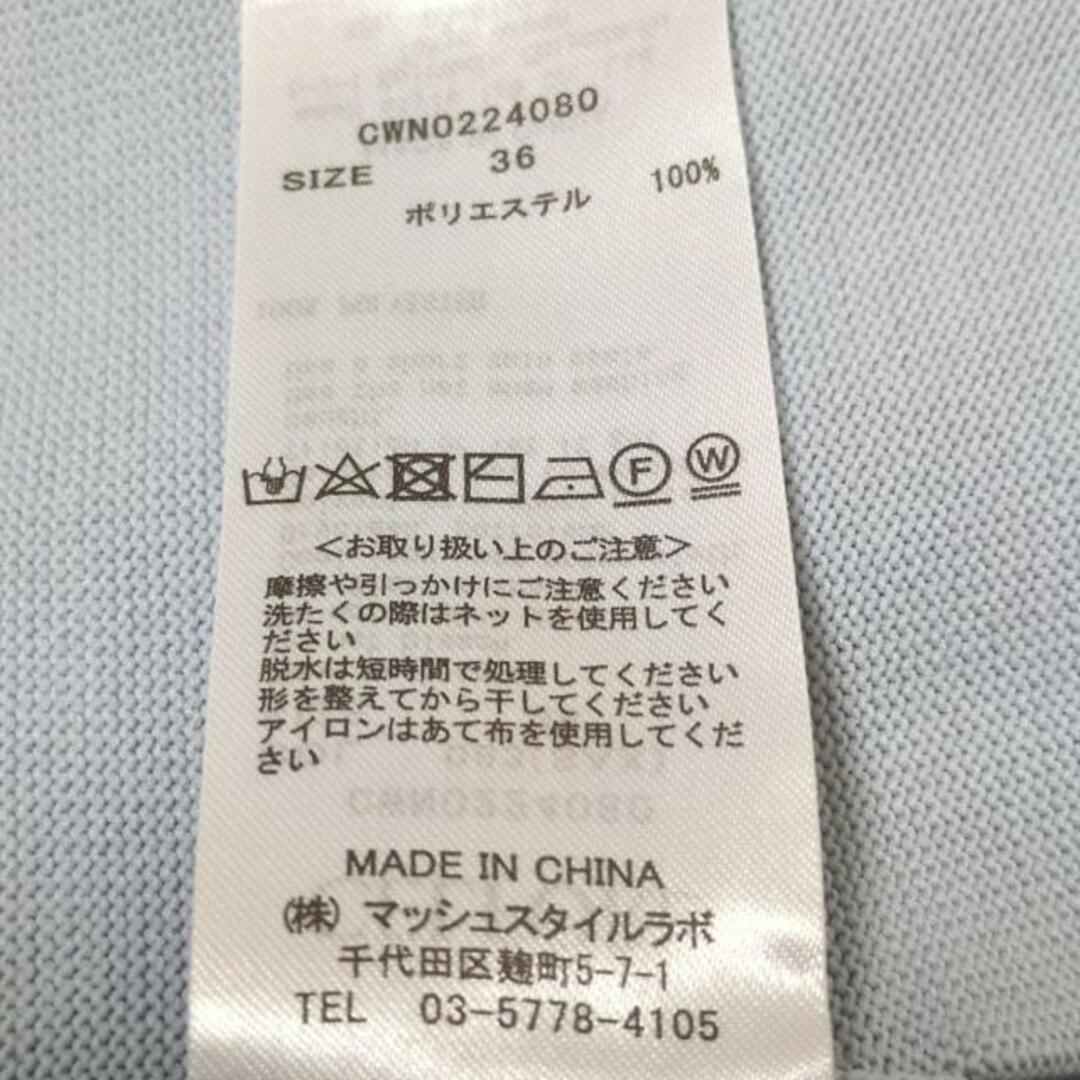 CWNO224080
SIZE 36
ポリエステル 100%
F W
<お取り扱い上のご注意>
摩擦や引っかけにご注意ください
洗たくの際はネットを使用してく
ださい
脱水は短時間で処理してください
形を整えてから干してください
アイロンはあて布を使用してくだ
さい
MADE IN CHINA
(株) マッシュスタイルラボ
千代田区麹町5-7-1
TEL 03-5778-4105